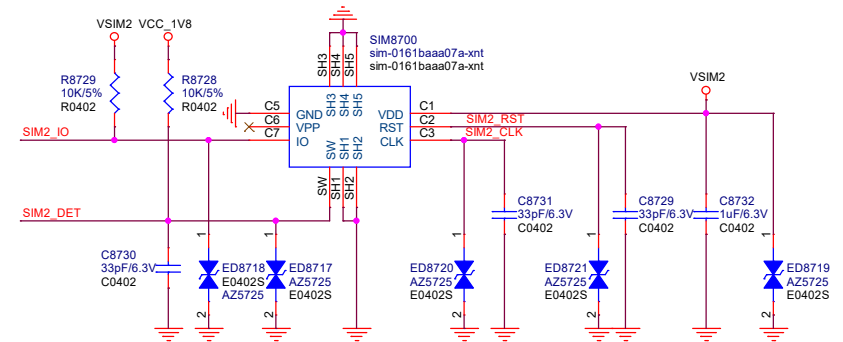 VSIM2
VCC_1V8
R8729
10K/5%
R0402
R8728
10K/5%
R0402
SIM8700
sim-0161baaa07a-xnt
sim-0161baaa07a-xnt
SH3
SH4
SH5
C5
C6
C7
GND
VPP
IO
SH3
SH4
SH5
VDD
RST
CLK
SW
SH1
SH2
C1
C2
C3
SW
SH1
SH2
SIM2_IO
SIM2_DET
SIM2_RST
SIM2_CLK
VSIM2
C8730
33pF/6.3V
C0402
1
ED8718
E0402S
AZ5725
2
1
ED8717
AZ5725
E0402S
2
1
ED8720
AZ5725
E0402S
2
C8731
33pF/6.3V
C0402
1
ED8721
AZ5725
E0402S
2
C8729
33pF/6.3V
C0402
C8732
1uF/6.3V
C0402
1
ED8719
AZ5725
E0402S
2